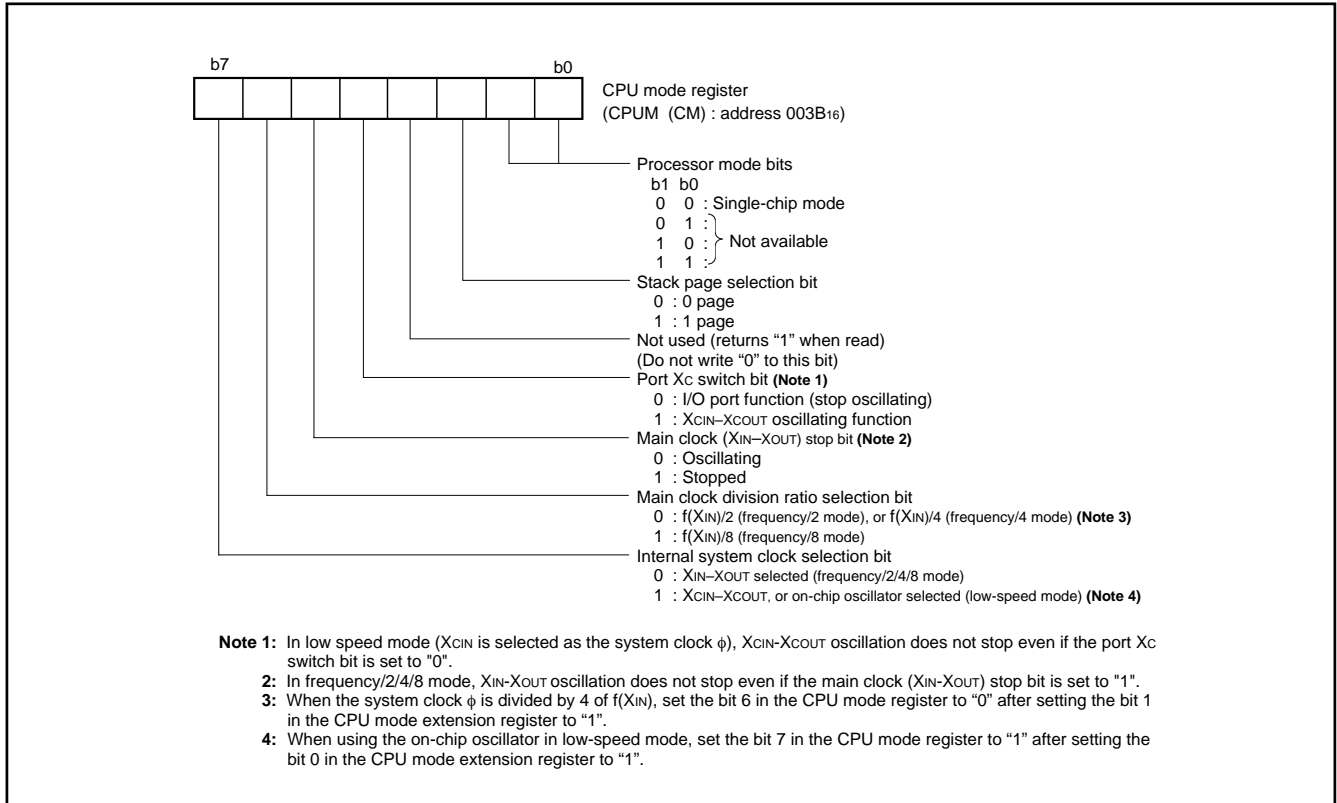 b7 b0
CPU mode register
(CPUM (CM) : address 003B16)
Processor mode bits
b1 b0
0 0 : Single-chip mode
0 1 :
1 0 : Not available
1 1 :
Stack page selection bit
0 : 0 page
1 : 1 page
Not used (returns “1” when read)
(Do not write “0” to this bit)
Port XC switch bit (Note 1)
0 : I/O port function (stop oscillating)
1 : XCIN–XCOUT oscillating function
Main clock (XIN–XOUT) stop bit (Note 2)
0 : Oscillating
1 : Stopped
Main clock division ratio selection bit
0 : f(XIN)/2 (frequency/2 mode), or f(XIN)/4 (frequency/4 mode) (Note 3)
1 : f(XIN)/8 (frequency/8 mode)
Internal system clock selection bit
0 : XIN–XOUT selected (frequency/2/4/8 mode)
1 : XCIN–XCOUT, or on-chip oscillator selected (low-speed mode) (Note 4)
Note 1: In low speed mode (XCIN is selected as the system clock ϕ), XCIN-XCOUT oscillation does not stop even if the port XC
switch bit is set to "0".
2: In frequency/2/4/8 mode, XIN-XOUT oscillation does not stop even if the main clock (XIN-XOUT) stop bit is set to "1".
3: When the system clock ϕ is divided by 4 of f(XIN), set the bit 6 in the CPU mode register to “0” after setting the bit 1
in the CPU mode extension register to “1”.
4: When using the on-chip oscillator in low-speed mode, set the bit 7 in the CPU mode register to “1” after setting the
bit 0 in the CPU mode extension register to “1”.